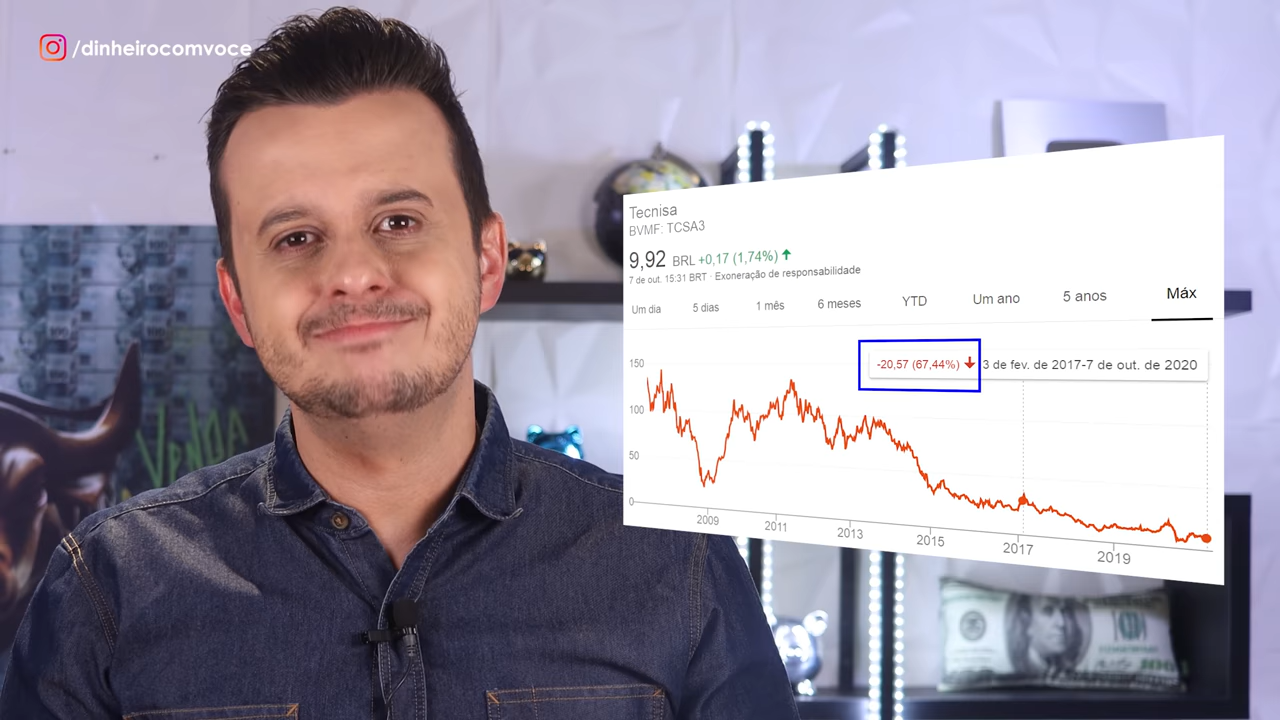 /dinheirocomvoce
Tecnisa
BVMF: TCSA3
9,92 BRL +0,17 (1,74%)
7 de out. 15:31 BRT · Exoneração de responsabilidade
Um dia 5 dias 1 mês 6 meses YTD Um ano 5 anos Máx
-20,57 (67,44%) 3 de fev. de 2017-7 de out. de 2020
150
100
50
0
2009 2011 2013 2015 2017 2019
Venda